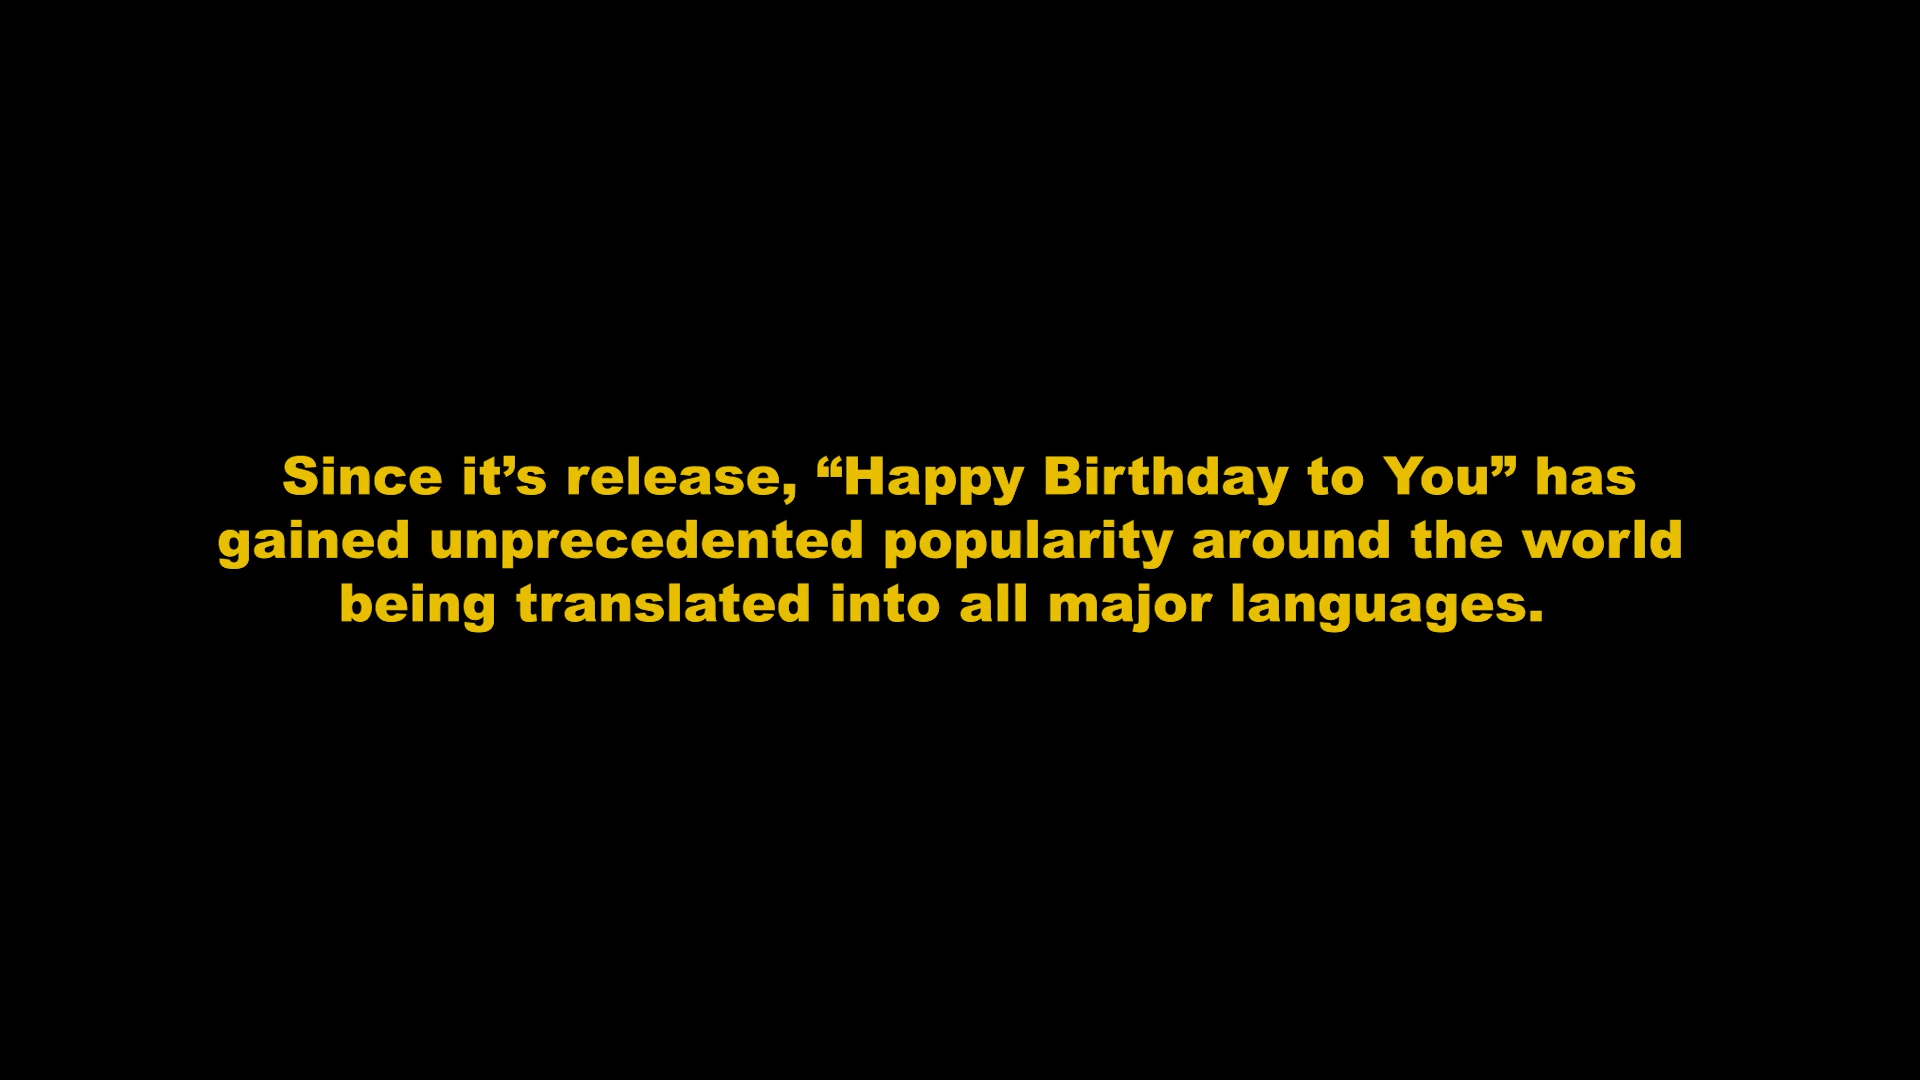 Since it’s release, “Happy Birthday to You” has
gained unprecedented popularity around the world
being translated into all major languages.